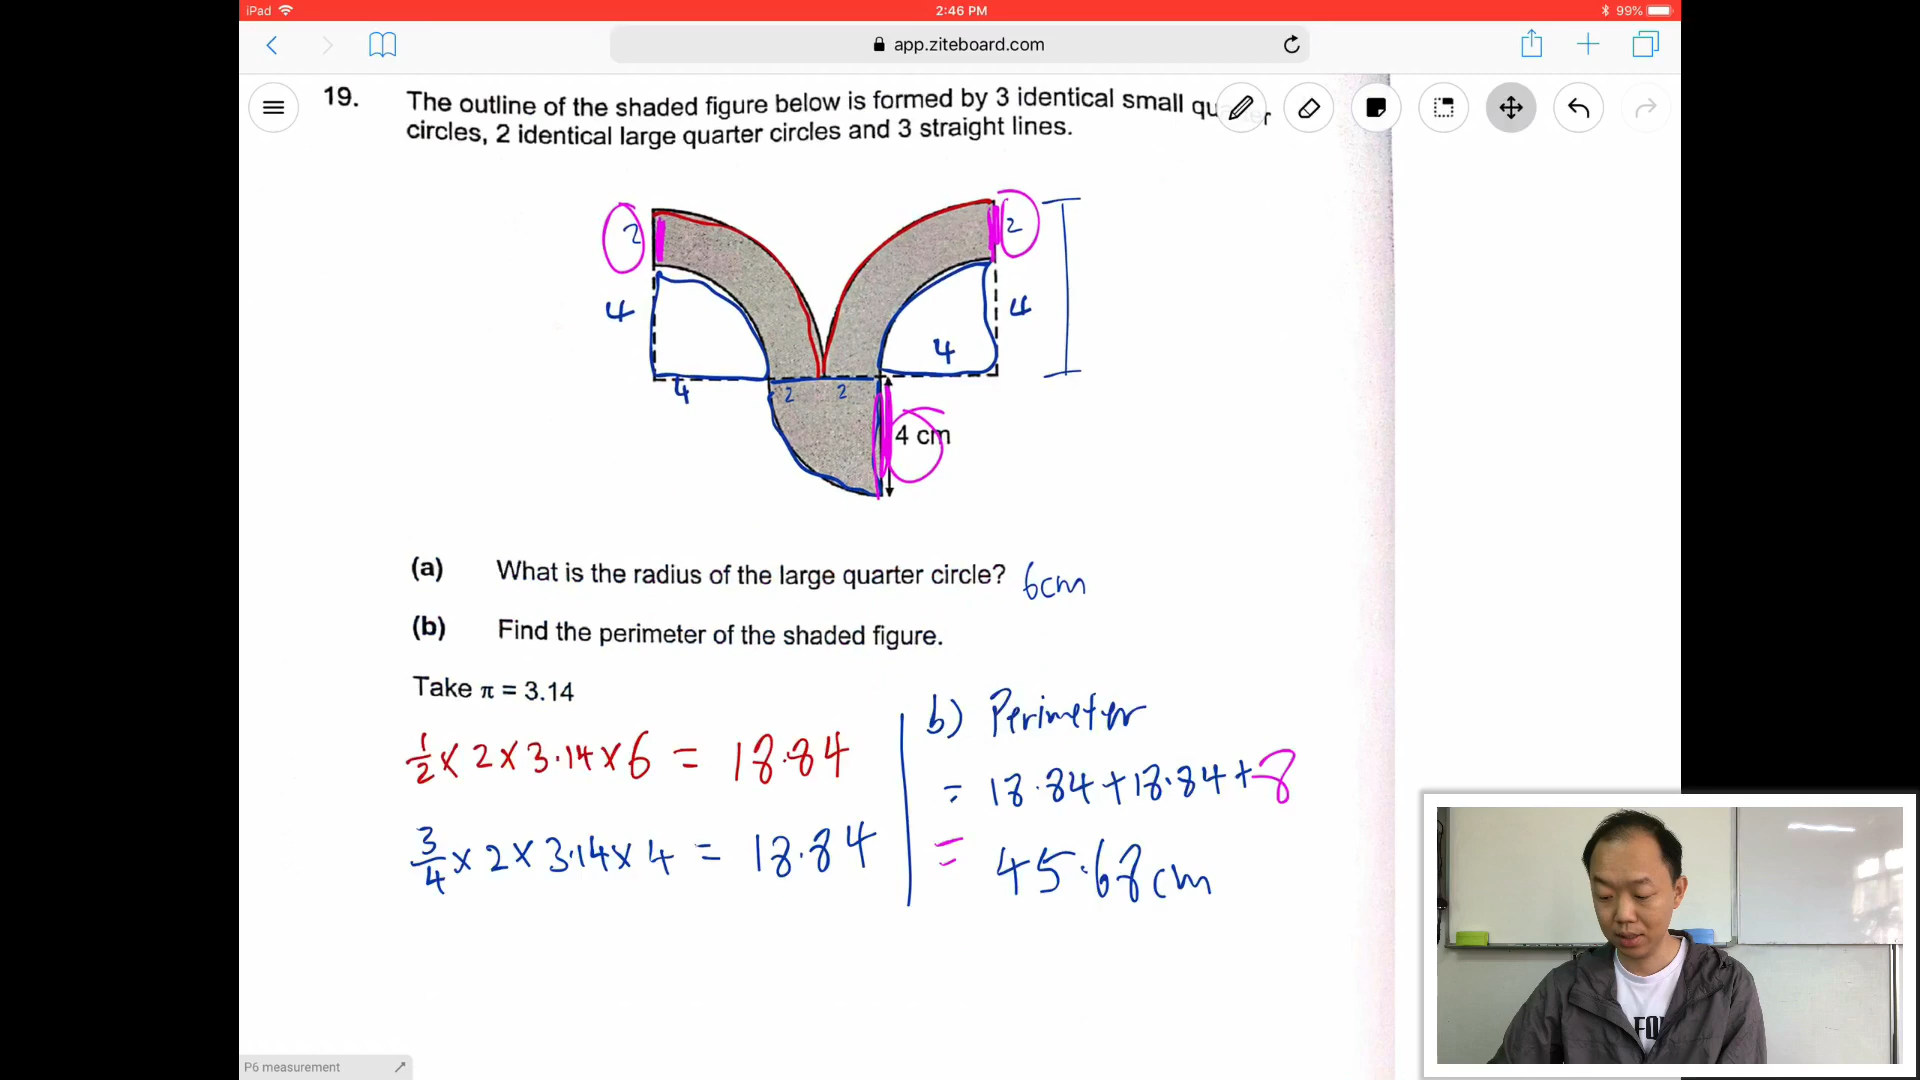 iPad 2:46 PM 99%
app.ziteboard.com
19. The outline of the shaded figure below is formed by 3 identical small
circles, 2 identical large quarter circles and 3 straight lines.
2 2
4 4
4
4 2 2
4 cm
(a) What is the radius of the large quarter circle? 6cm
(b) Find the perimeter of the shaded figure.
Take π = 3.14
1/2 × 2 × 3.14 × 6 = 18.84
3/4 × 2 × 3.14 × 4 = 18.84
b) Perimeter
= 18.84 + 18.84 + 8
= 45.68cm
P6 measurement